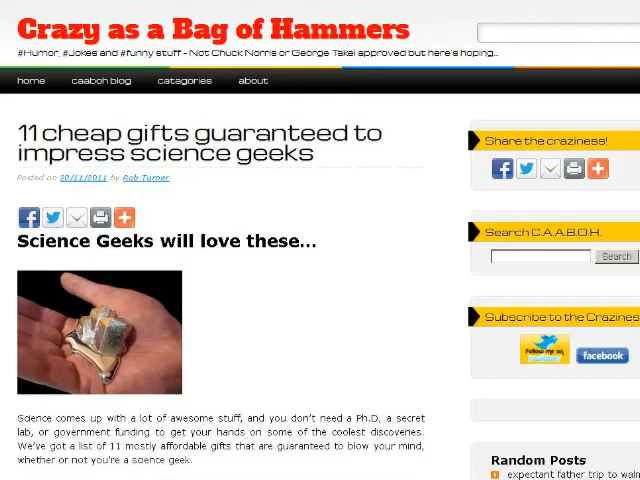 Crazy as a Bag of Hammers
#Humor, #Jokes and #funny stuff - Not Chuck Norris or George Takei approved but here's hoping...
home caaboh blog catagories about
11 cheap gifts guaranteed to
impress science geeks
Posted on 20/11/2011 by Rob Turner
Science Geeks will love these...
Science comes up with a lot of awesome stuff, and you don't need a Ph.D, a secret
lab, or government funding to get your hands on some of the coolest discoveries.
We've got a list of 11 mostly affordable gifts that are guaranteed to blow your mind,
whether or not you're a science geek.
Share the craziness!
Search C.A.A.B.O.H.
Search
Subscribe to the Crazines
Follow me on
facebook
Random Posts
expectant father trip to walm